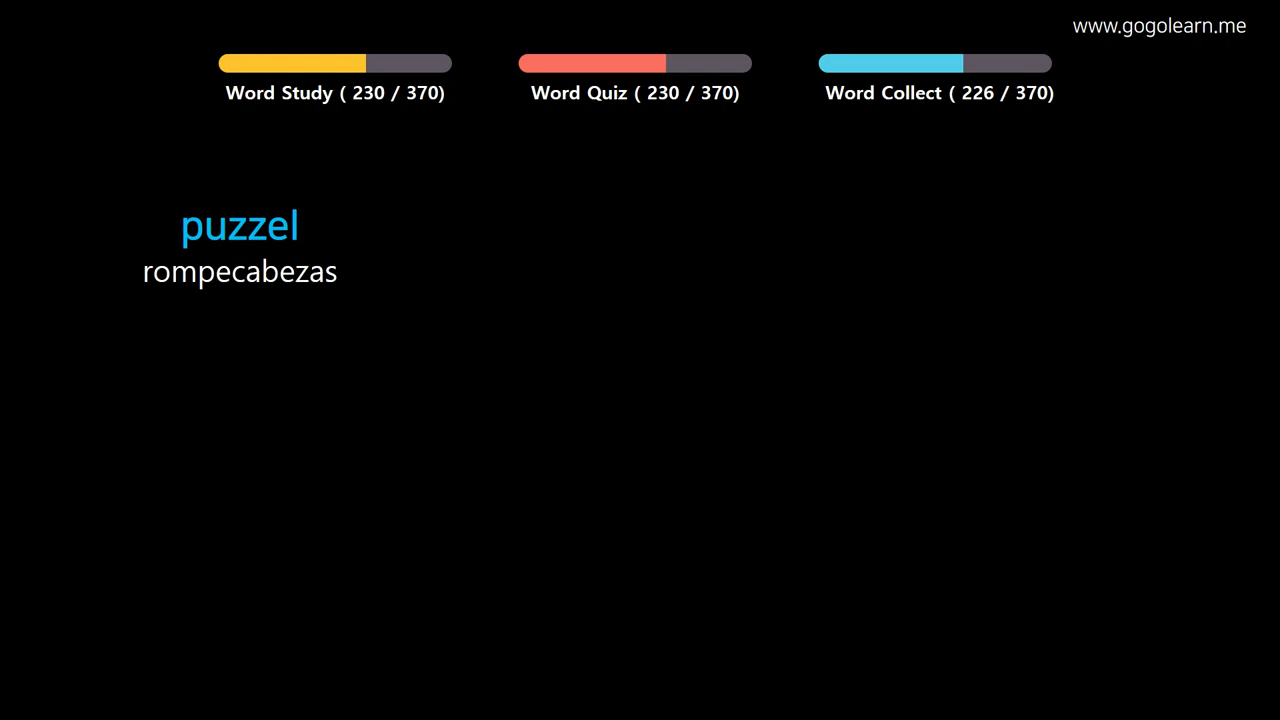 www.gogolearn.me
Word Study ( 230 / 370)
Word Quiz ( 230 / 370)
Word Collect ( 226 / 370)
puzzel
rompecabezas